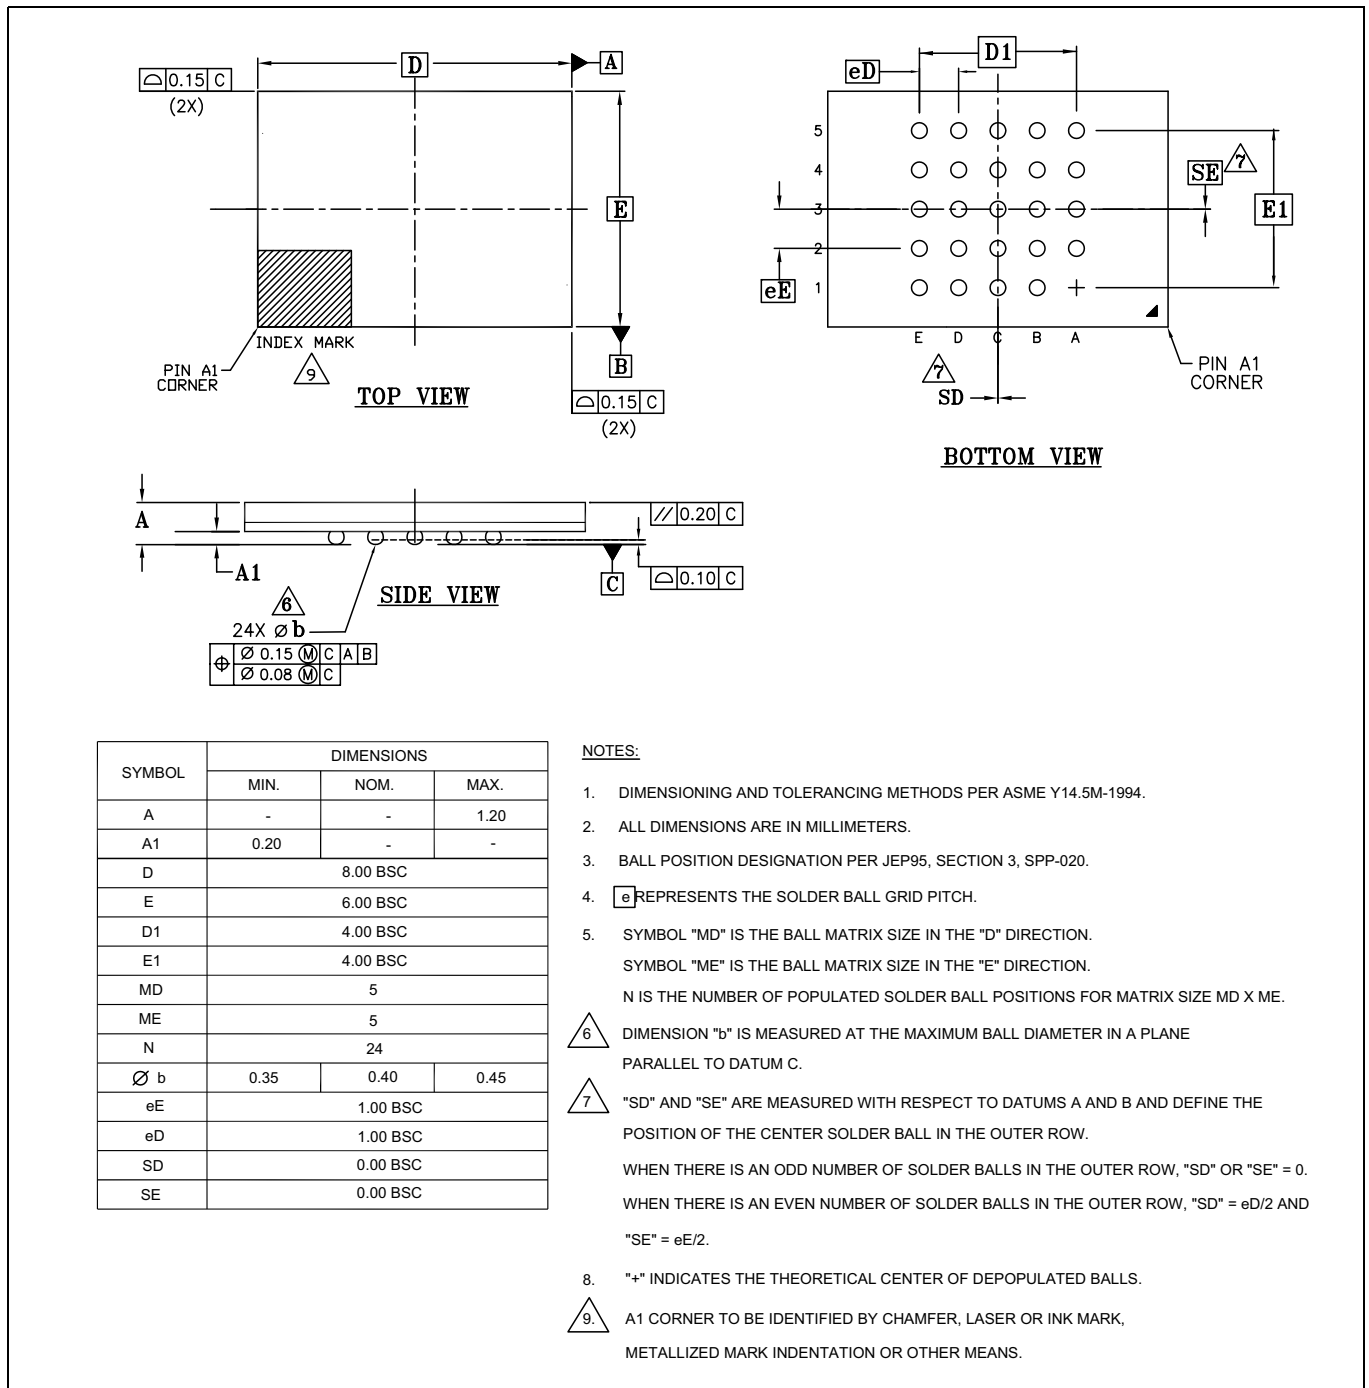 D
A
0.15 C
(2X)
E
INDEX MARK
9
PIN A1
CORNER
B
TOP VIEW
0.15 C
(2X)
D1
eD
5
4
3
2
1
SE
7
E1
eE
E D C B A
7
SD
PIN A1
CORNER
BOTTOM VIEW
A
A1
// 0.20 C
C
0.10 C
SIDE VIEW
6
24X Ø b
⌖ Ø 0.15 Ⓜ C A B
Ø 0.08 Ⓜ C
SYMBOL DIMENSIONS
MIN. NOM. MAX.
A - - 1.20
A1 0.20 - -
D 8.00 BSC
E 6.00 BSC
D1 4.00 BSC
E1 4.00 BSC
MD 5
ME 5
N 24
Ø b 0.35 0.40 0.45
eE 1.00 BSC
eD 1.00 BSC
SD 0.00 BSC
SE 0.00 BSC
NOTES:
1. DIMENSIONING AND TOLERANCING METHODS PER ASME Y14.5M-1994.
2. ALL DIMENSIONS ARE IN MILLIMETERS.
3. BALL POSITION DESIGNATION PER JEP95, SECTION 3, SPP-020.
4. e REPRESENTS THE SOLDER BALL GRID PITCH.
5. SYMBOL "MD" IS THE BALL MATRIX SIZE IN THE "D" DIRECTION.
SYMBOL "ME" IS THE BALL MATRIX SIZE IN THE "E" DIRECTION.
N IS THE NUMBER OF POPULATED SOLDER BALL POSITIONS FOR MATRIX SIZE MD X ME.
6 DIMENSION "b" IS MEASURED AT THE MAXIMUM BALL DIAMETER IN A PLANE
PARALLEL TO DATUM C.
7 "SD" AND "SE" ARE MEASURED WITH RESPECT TO DATUMS A AND B AND DEFINE THE
POSITION OF THE CENTER SOLDER BALL IN THE OUTER ROW.
WHEN THERE IS AN ODD NUMBER OF SOLDER BALLS IN THE OUTER ROW, "SD" OR "SE" = 0.
WHEN THERE IS AN EVEN NUMBER OF SOLDER BALLS IN THE OUTER ROW, "SD" = eD/2 AND
"SE" = eE/2.
8. "+" INDICATES THE THEORETICAL CENTER OF DEPOPULATED BALLS.
9. A1 CORNER TO BE IDENTIFIED BY CHAMFER, LASER OR INK MARK,
METALLIZED MARK INDENTATION OR OTHER MEANS.